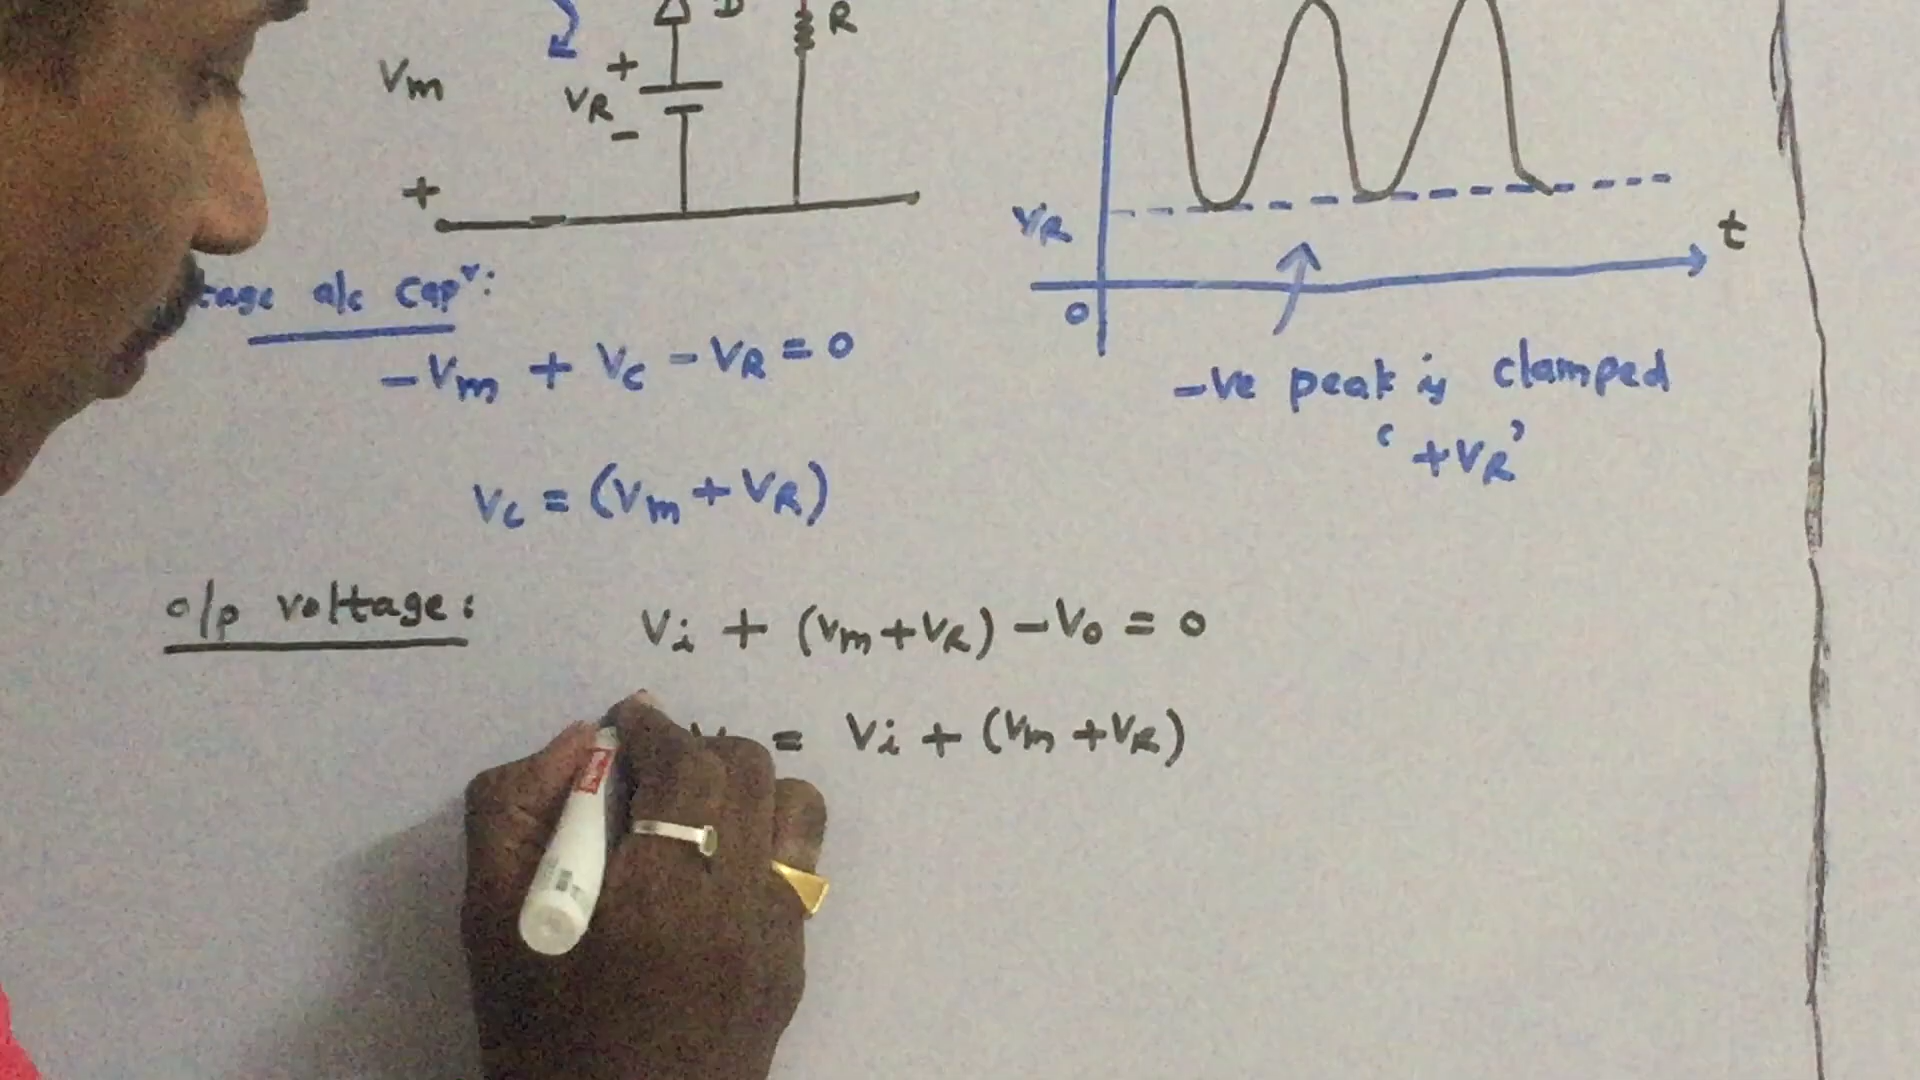 D
R
Vm
+
VR
-
+
VR
t
0
tage a/c Capr:
-Vm + Vc - VR = 0
-ve peak is clamped
‘+VR’
Vc = (Vm + VR)
o/p voltage:
Vi + (Vm+VR) - Vo = 0
= Vi + (Vm + VR)